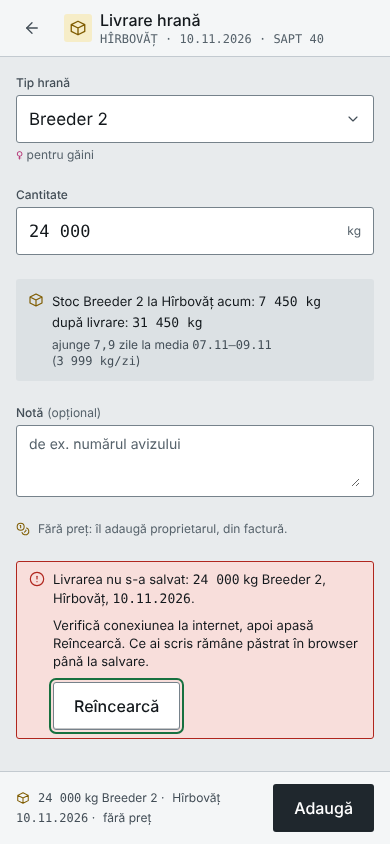 Livrare hrană
HÎRBOVĂȚ · 10.11.2026 · SAPT 40
Tip hrană
Breeder 2
♀ pentru găini
Cantitate
24 000 kg
Stoc Breeder 2 la Hîrbovăț acum: 7 450 kg
după livrare: 31 450 kg
ajunge 7,9 zile la media 07.11–09.11
(3 999 kg/zi)
Notă (opțional)
de ex. numărul avizului
Fără preț: îl adaugă proprietarul, din factură.
Livrarea nu s-a salvat: 24 000 kg Breeder 2,
Hîrbovăț, 10.11.2026.
Verifică conexiunea la internet, apoi apasă
Reîncearcă. Ce ai scris rămâne păstrat în browser
până la salvare.
Reîncearcă
24 000 kg Breeder 2 · Hîrbovăț
10.11.2026 · fără preț
Adaugă